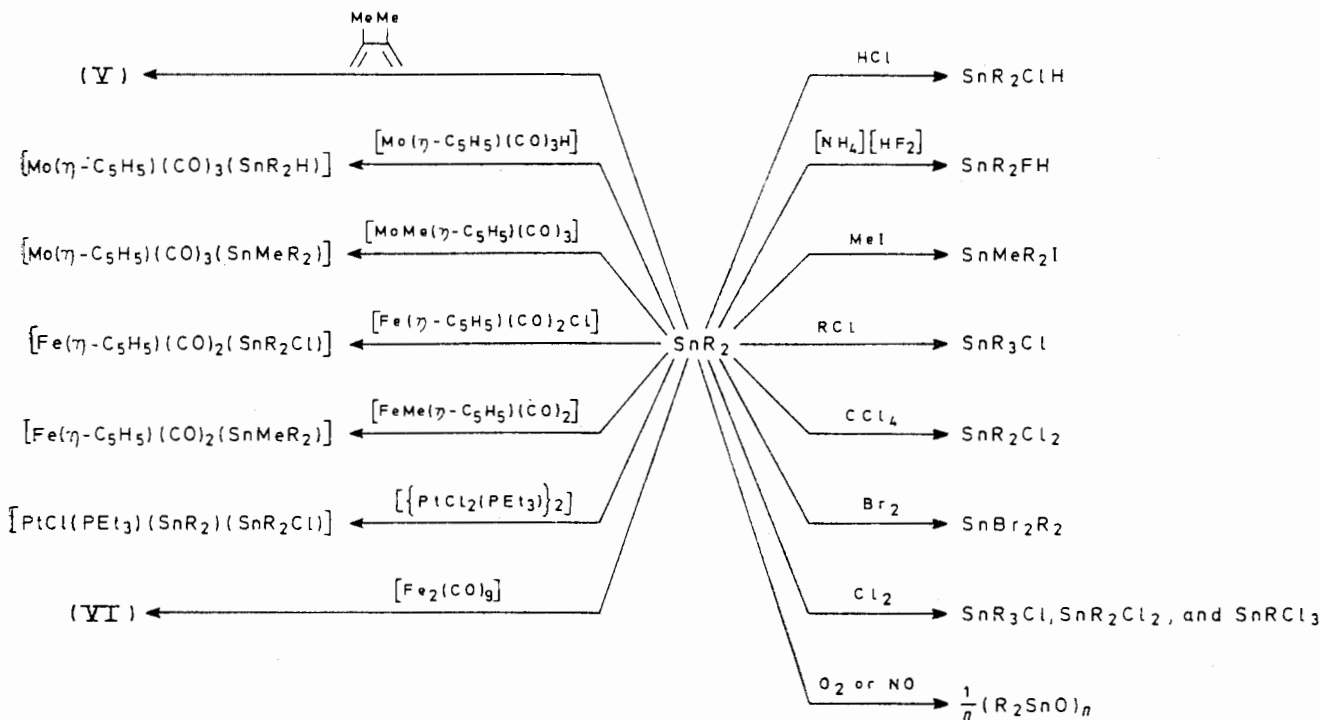 MeMe
(V)
HCl
SnR₂ClH
[Mo(η-C₅H₅)(CO)₃H]
[Mo(η-C₅H₅)(CO)₃(SnR₂H)]
[NH₄][HF₂]
SnR₂FH
[MoMe(η-C₅H₅)(CO)₃]
[Mo(η-C₅H₅)(CO)₃(SnMeR₂)]
MeI
SnMeR₂I
[Fe(η-C₅H₅)(CO)₂Cl]
[Fe(η-C₅H₅)(CO)₂(SnR₂Cl)]
SnR₂
RCl
SnR₃Cl
[FeMe(η-C₅H₅)(CO)₂]
[Fe(η-C₅H₅)(CO)₂(SnMeR₂)]
CCl₄
SnR₂Cl₂
[{PtCl₂(PEt₃)}₂]
[PtCl(PEt₃)(SnR₂)(SnR₂Cl)]
Br₂
SnBr₂R₂
[Fe₂(CO)₉]
(VI)
Cl₂
SnR₃Cl, SnR₂Cl₂, and SnRCl₃
O₂ or NO
1/n (R₂SnO)ₙ